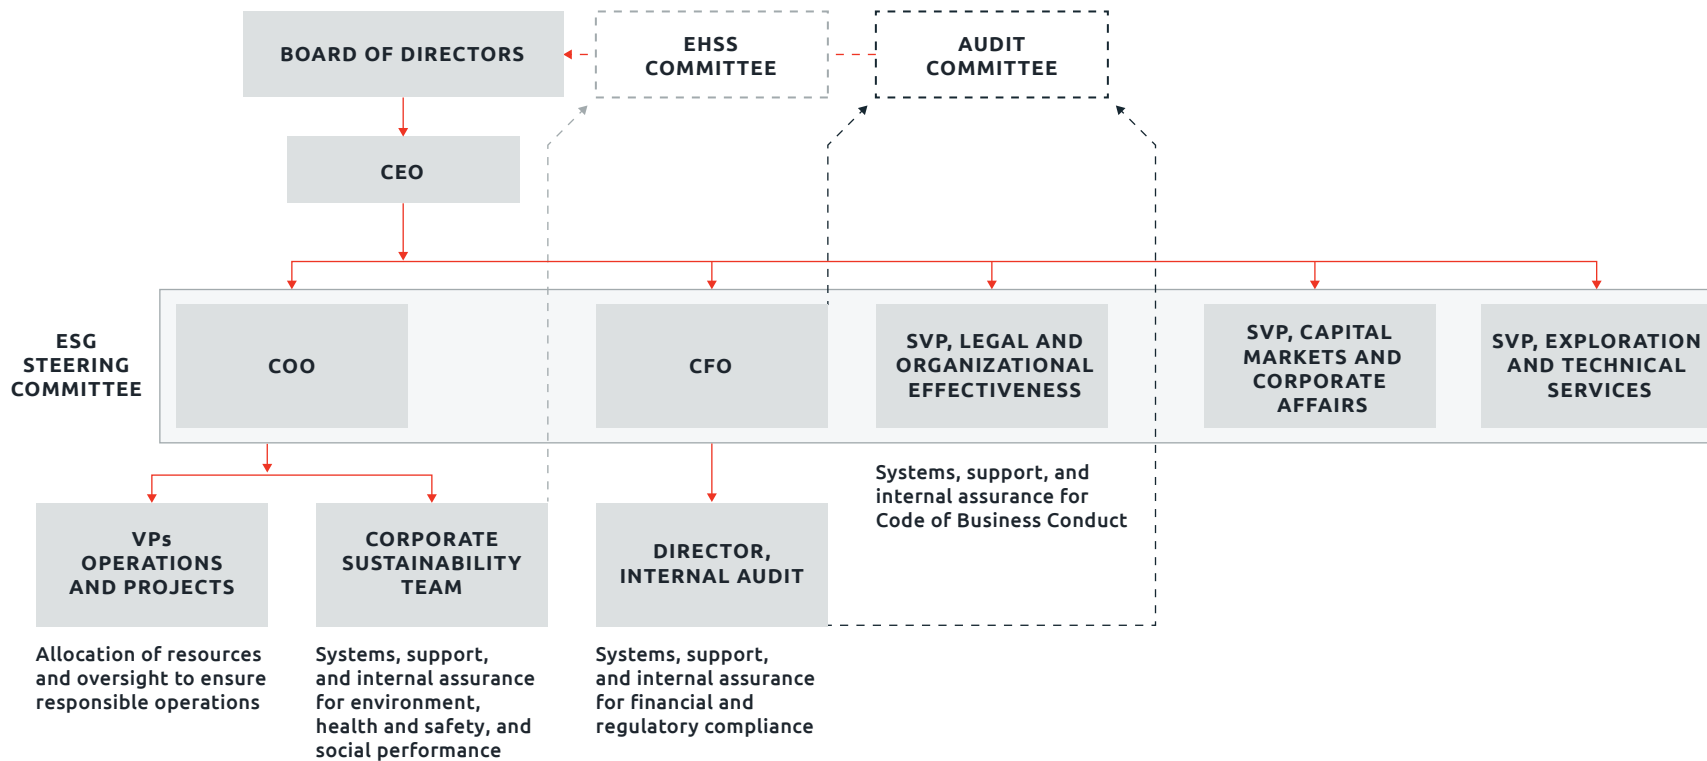 BOARD OF DIRECTORS
EHSS
COMMITTEE
AUDIT
COMMITTEE
CEO
ESG
STEERING
COMMITTEE
COO
CFO
SVP, LEGAL AND
ORGANIZATIONAL
EFFECTIVENESS
SVP, CAPITAL
MARKETS AND
CORPORATE
AFFAIRS
SVP, EXPLORATION
AND TECHNICAL
SERVICES
VPs
OPERATIONS
AND PROJECTS
CORPORATE
SUSTAINABILITY
TEAM
DIRECTOR,
INTERNAL AUDIT
Systems, support, and
internal assurance for
Code of Business Conduct
Allocation of resources
and oversight to ensure
responsible operations
Systems, support,
and internal assurance
for environment,
health and safety, and
social performance
Systems, support,
and internal assurance
for financial and
regulatory compliance